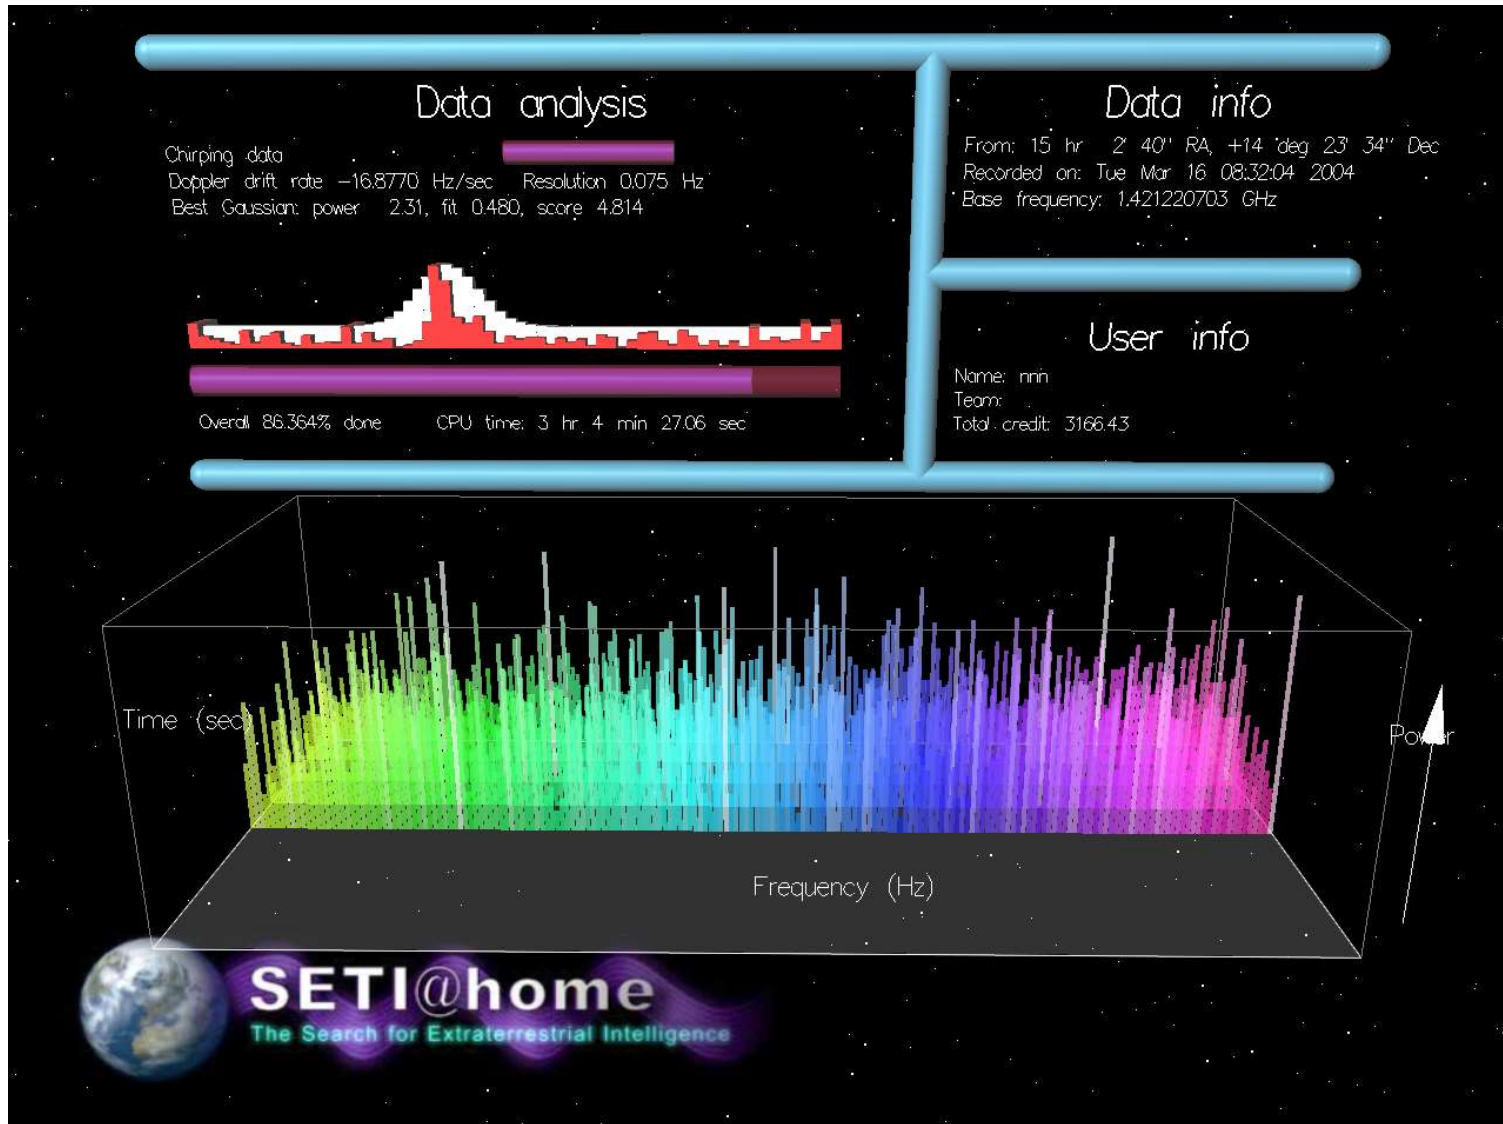 Data analysis
Chirping data
Doppler drift rate -16.8770 Hz/sec Resolution 0.075 Hz
Best Gaussian: power 2.31, fit 0.480, score 4.814
Overall 86.364% done CPU time: 3 hr 4 min 27.06 sec
Data info
From: 15 hr 2' 40'' RA, +14 deg 23' 34'' Dec
Recorded on: Tue Mar 16 08:32:04 2004
Base frequency: 1.421220703 GHz
User info
Name: nnn
Team:
Total credit: 3166.43
Time (sec)
Power
Frequency (Hz)
SETI@home
The Search for Extraterrestrial Intelligence